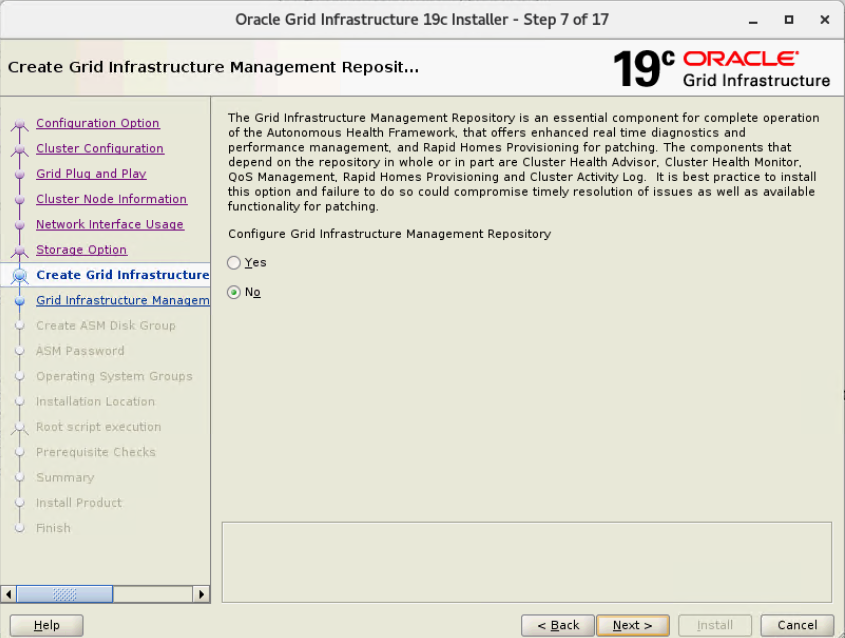 Oracle Grid Infrastructure 19c Installer - Step 7 of 17
Create Grid Infrastructure Management Reposit...
19c ORACLE
Grid Infrastructure
Configuration Option
Cluster Configuration
Grid Plug and Play
Cluster Node Information
Network Interface Usage
Storage Option
Create Grid Infrastructure
Grid Infrastructure Managem
Create ASM Disk Group
ASM Password
Operating System Groups
Installation Location
Root script execution
Prerequisite Checks
Summary
Install Product
Finish
The Grid Infrastructure Management Repository is an essential component for complete operation
of the Autonomous Health Framework, that offers enhanced real time diagnostics and
performance management, and Rapid Homes Provisioning for patching. The components that
depend on the repository in whole or in part are Cluster Health Advisor, Cluster Health Monitor,
QoS Management, Rapid Homes Provisioning and Cluster Activity Log. It is best practice to install
this option and failure to do so could compromise timely resolution of issues as well as available
functionality for patching.
Configure Grid Infrastructure Management Repository
Yes
No
Help
< Back
Next >
Install
Cancel